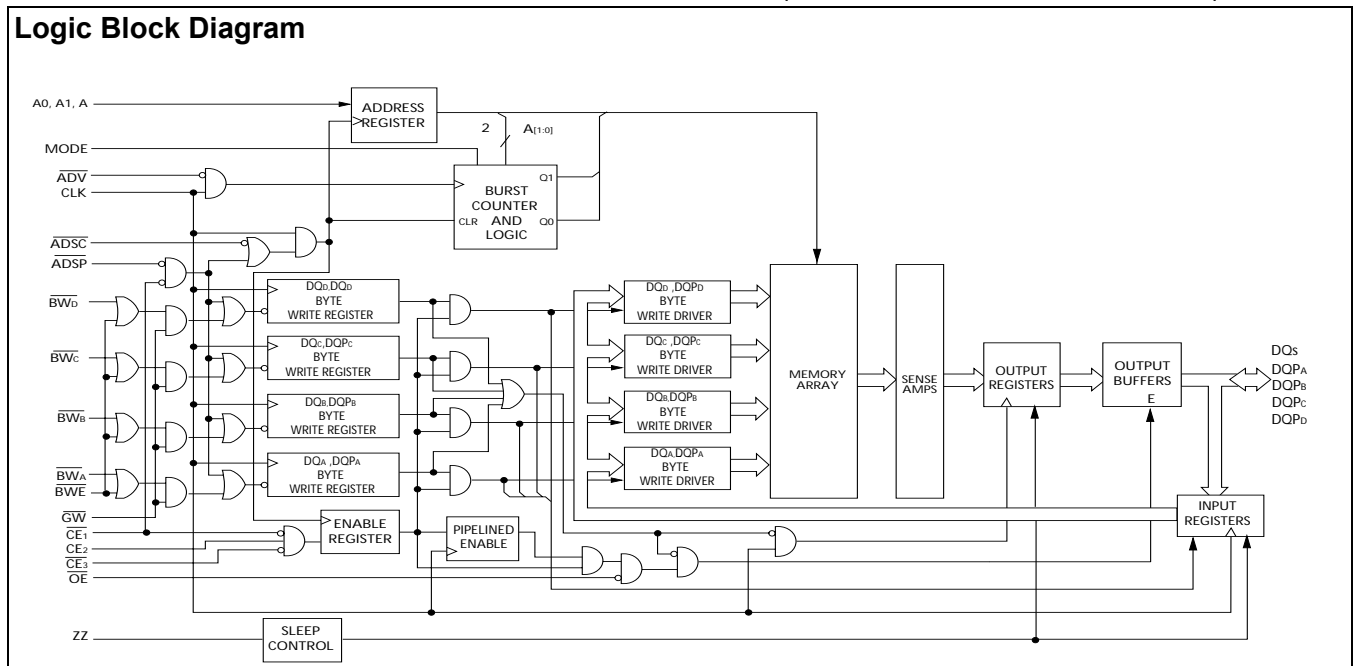 Logic Block Diagram
A0, A1, A
ADDRESS
REGISTER
2 A[1:0]
MODE
ADV
CLK
BURST
COUNTER
AND
LOGIC
CLR
Q1
Q0
ADSC
ADSP
BWD
DQD,DQD
BYTE
WRITE REGISTER
DQD ,DQPD
BYTE
WRITE DRIVER
BWC
DQC,DQPC
BYTE
WRITE REGISTER
DQC ,DQPC
BYTE
WRITE DRIVER
BWB
DQB,DQPB
BYTE
WRITE REGISTER
DQB,DQPB
BYTE
WRITE DRIVER
BWA
BWE
DQA ,DQPA
BYTE
WRITE REGISTER
DQA,DQPA
BYTE
WRITE DRIVER
MEMORY
ARRAY
SENSE
AMPS
OUTPUT
REGISTERS
OUTPUT
BUFFERS
E
DQs
DQPA
DQPB
DQPC
DQPD
INPUT
REGISTERS
GW
CE1
CE2
CE3
OE
ENABLE
REGISTER
PIPELINED
ENABLE
ZZ
SLEEP
CONTROL